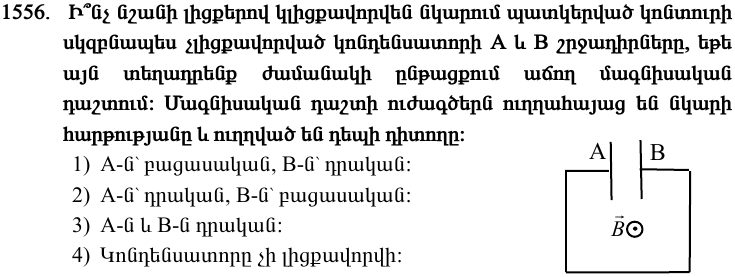 1556. Ի՞նչ նշանի լիցքերով կլիցքավորվեն նկարում պատկերված կոնտուրի
սկզբնապես չլիցքավորված կոնդենսատորի A և B շրջադիրները, եթե
այն տեղադրենք ժամանակի ընթացքում աճող մագնիսական
դաշտում: Մագնիսական դաշտի ուժագծերն ուղղահայաց են նկարի
հարթությանը և ուղղված են դեպի դիտողը:
1) A-ն՝ բացասական, B-ն՝ դրական:
2) A-ն՝ դրական, B-ն՝ բացասական:
3) A-ն և B-ն դրական:
4) Կոնդենսատորը չի լիցքավորվի:
A B
B⃗